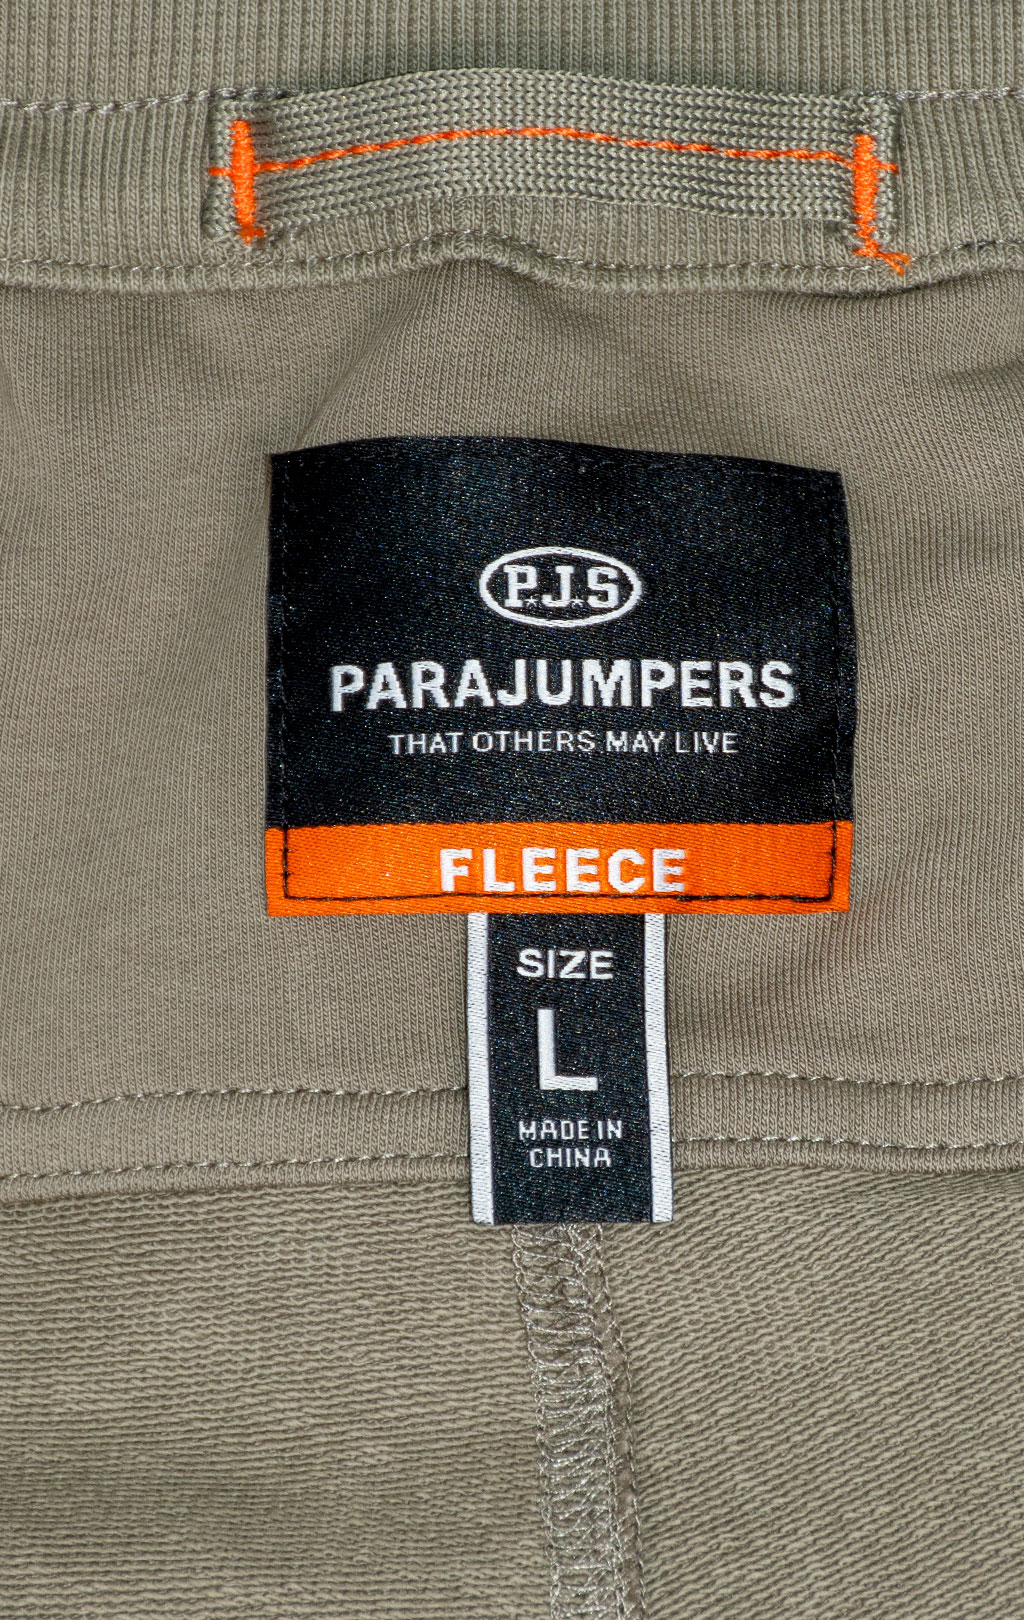 P.J.S
PARAJUMPERS
THAT OTHERS MAY LIVE
FLEECE
SIZE
L
MADE IN
CHINA